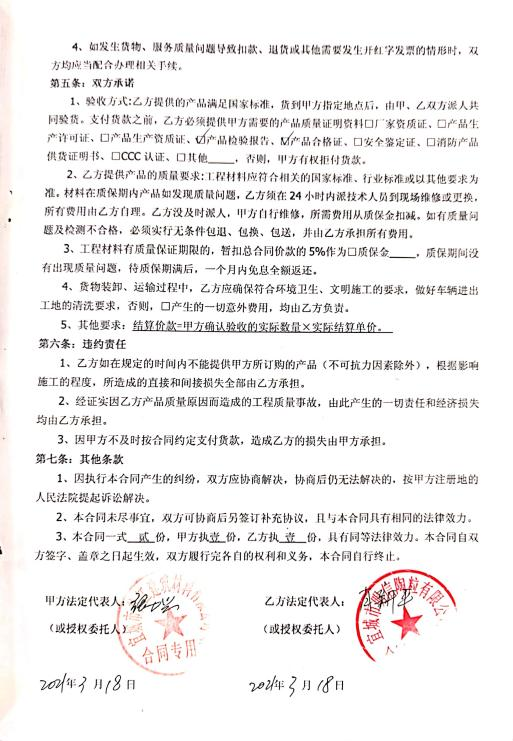 4、如发生货物、服务质量问题导致扣款、退货或其他需要发生开红字发票的情形时，双
方均应当配合办理相关手续。
第五条：双方承诺
1、验收方式:乙方提供的产品满足国家标准，货到甲方指定地点后，由甲、乙双方派人共
同验货。支付货款之前，乙方必须提供甲方需要的产品质量证明资料□厂家资质证、□产品生
产许可证、□产品生产资质证、☑产品检验报告、☑产品合格证、□安全鉴定证、□消防产品
供货证明书、□CCC 认证、□其他____，否则，甲方有权拒付货款。
2、乙方提供产品的质量要求:工程材料应符合相关的国家标准、行业标准或以其他要求为
准。材料在质保期内产品如发现质量问题，乙方须在 24 小时内派技术人员到现场维修或更换，
所有费用由乙方自理。乙方没及时派人，甲方自行维修，所需费用从质保金扣减。如有质量问
题及检测不合格，必须实行无条件包退、包换、包送，并由乙方承担所有费用。
3、工程材料有质量保证期限的，暂扣总合同价款的 5%作为□质保金____，质保期间没
有出现质量问题，待质保期满后，一个月内免息全额返还。
4、货物装卸、运输过程中，乙方应确保符合环境卫生、文明施工的要求，做好车辆进出
工地的清洗要求，否则，□产生的一切意外费用，均由乙方负责。
5、其他要求：结算价款=甲方确认验收的实际数量×实际结算单价。
第六条：违约责任
1、乙方如在规定的时间内不能提供甲方所订购的产品（不可抗力因素除外），根据影响
施工的程度，所造成的直接和间接损失全部由乙方承担。
2、经证实因乙方产品质量原因而造成的工程质量事故，由此产生的一切责任和经济损失
均由乙方承担。
3、因甲方不及时按合同约定支付货款，造成乙方的损失由甲方承担。
第七条：其他条款
1、因执行本合同产生的纠纷，双方应协商解决，协商后仍无法解决的，按甲方注册地的
人民法院提起诉讼解决。
2、本合同未尽事宜，双方可协商后另签订补充协议，且与本合同具有相同的法律效力。
3、本合同一式 贰 份，甲方执壹份，乙方执 壹 份，具有同等法律效力。本合同自双
方签字、盖章之日起生效，双方履行完各自的权利和义务，本合同自行终止。
甲方法定代表人： 乙方法定代表人：
（或授权委托人） （或授权委托人）
合同专用
2021年3月18日 2021年3月18日